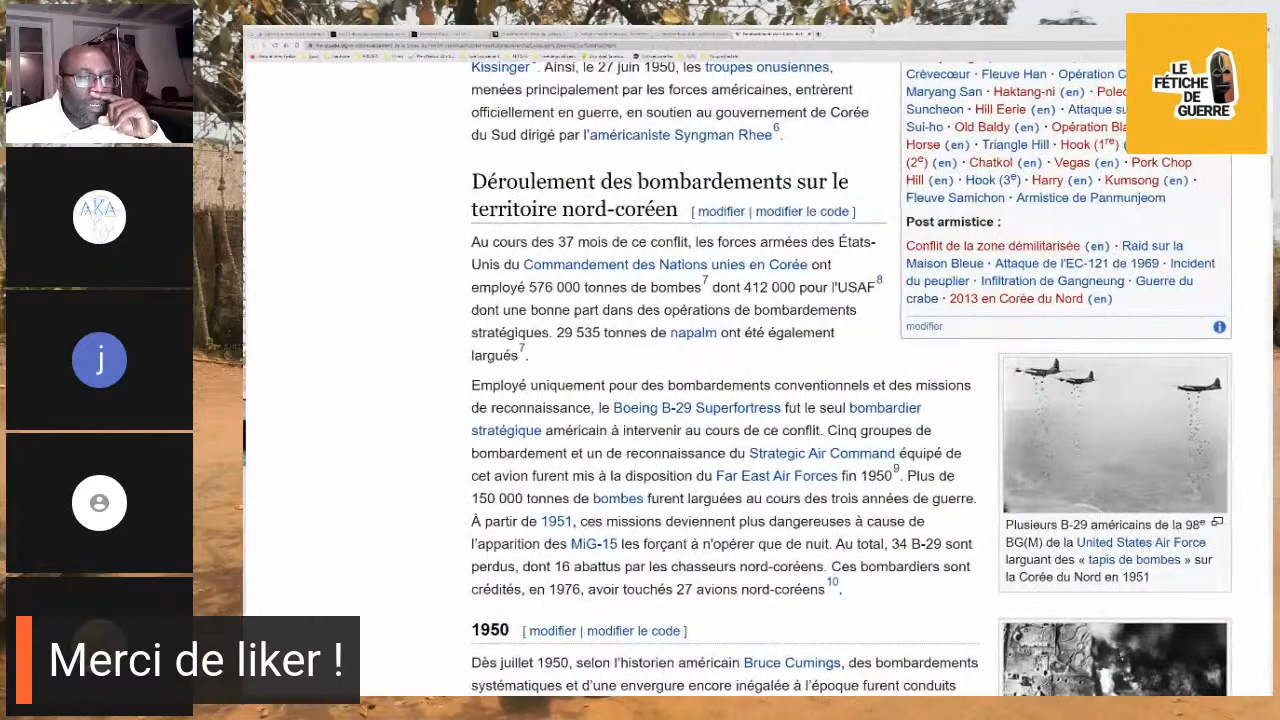 Kissinger ». Ainsi, le 27 juin 1950, les troupes onusiennes,
menées principalement par les forces américaines, entrèrent
officiellement en guerre, en soutien au gouvernement de Corée
du Sud dirigé par l'américaniste Syngman Rhee6.
Déroulement des bombardements sur le
territoire nord-coréen [ modifier | modifier le code ]
Au cours des 37 mois de ce conflit, les forces armées des États-
Unis du Commandement des Nations unies en Corée ont
employé 576 000 tonnes de bombes7 dont 412 000 pour l'USAF8
dont une bonne part dans des opérations de bombardements
stratégiques. 29 535 tonnes de napalm ont été également
largués7.
Employé uniquement pour des bombardements conventionnels et des missions
de reconnaissance, le Boeing B-29 Superfortress fut le seul bombardier
stratégique américain à intervenir au cours de ce conflit. Cinq groupes de
bombardement et un de reconnaissance du Strategic Air Command équipé de
cet avion furent mis à la disposition du Far East Air Forces fin 19509. Plus de
150 000 tonnes de bombes furent larguées au cours des trois années de guerre.
À partir de 1951, ces missions deviennent plus dangereuses à cause de
l'apparition des MiG-15 les forçant à n'opérer que de nuit. Au total, 34 B-29 sont
perdus, dont 16 abattus par les chasseurs nord-coréens. Ces bombardiers sont
crédités, en 1976, avoir touchés 27 avions nord-coréens10.
1950 [ modifier | modifier le code ]
Dès juillet 1950, selon l'historien américain Bruce Cumings, des bombardements
systématiques et d'une envergure encore inégalée à l'époque furent conduits
Crèvecœur · Fleuve Han · Opération C
Maryang San · Haktang-ni (en) · Polec
Suncheon · Hill Eerie (en) · Attaque su
Sui-ho · Old Baldy (en) · Opération Bla
Horse (en) · Triangle Hill · Hook (1re) (
(2e) (en) · Chatkol (en) · Vegas (en) · Pork Chop
Hill (en) · Hook (3e) · Harry (en) · Kumsong (en) ·
Fleuve Samichon · Armistice de Panmunjeom
Post armistice :
Conflit de la zone démilitarisée (en) · Raid sur la
Maison Bleue · Attaque de l'EC-121 de 1969 · Incident
du peuplier · Infiltration de Gangneung · Guerre du
crabe · 2013 en Corée du Nord (en)
modifier
Plusieurs B-29 américains de la 98e
BG(M) de la United States Air Force
larguant des « tapis de bombes » sur
la Corée du Nord en 1951
LE
FÉTICHE
DE
GUERRE
AKA
j
Merci de liker !